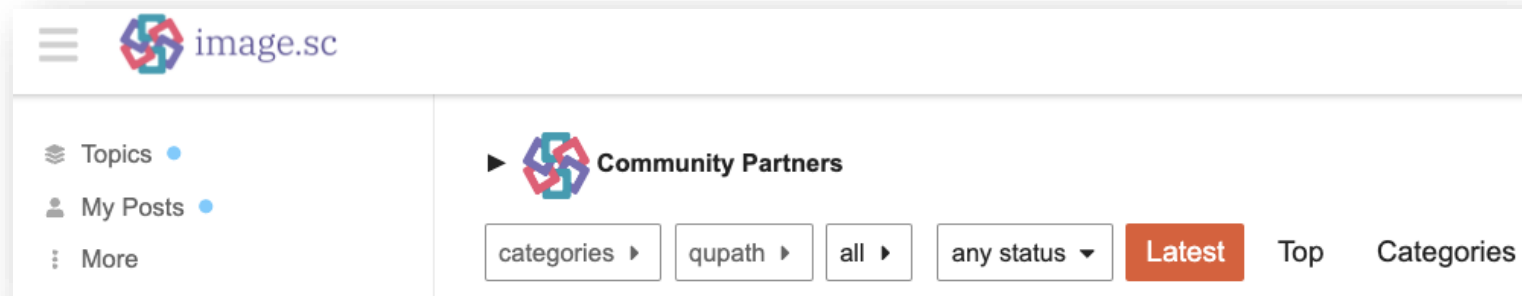 image.sc
Topics
My Posts
More
Community Partners
categories qupath all any status Latest Top Categories